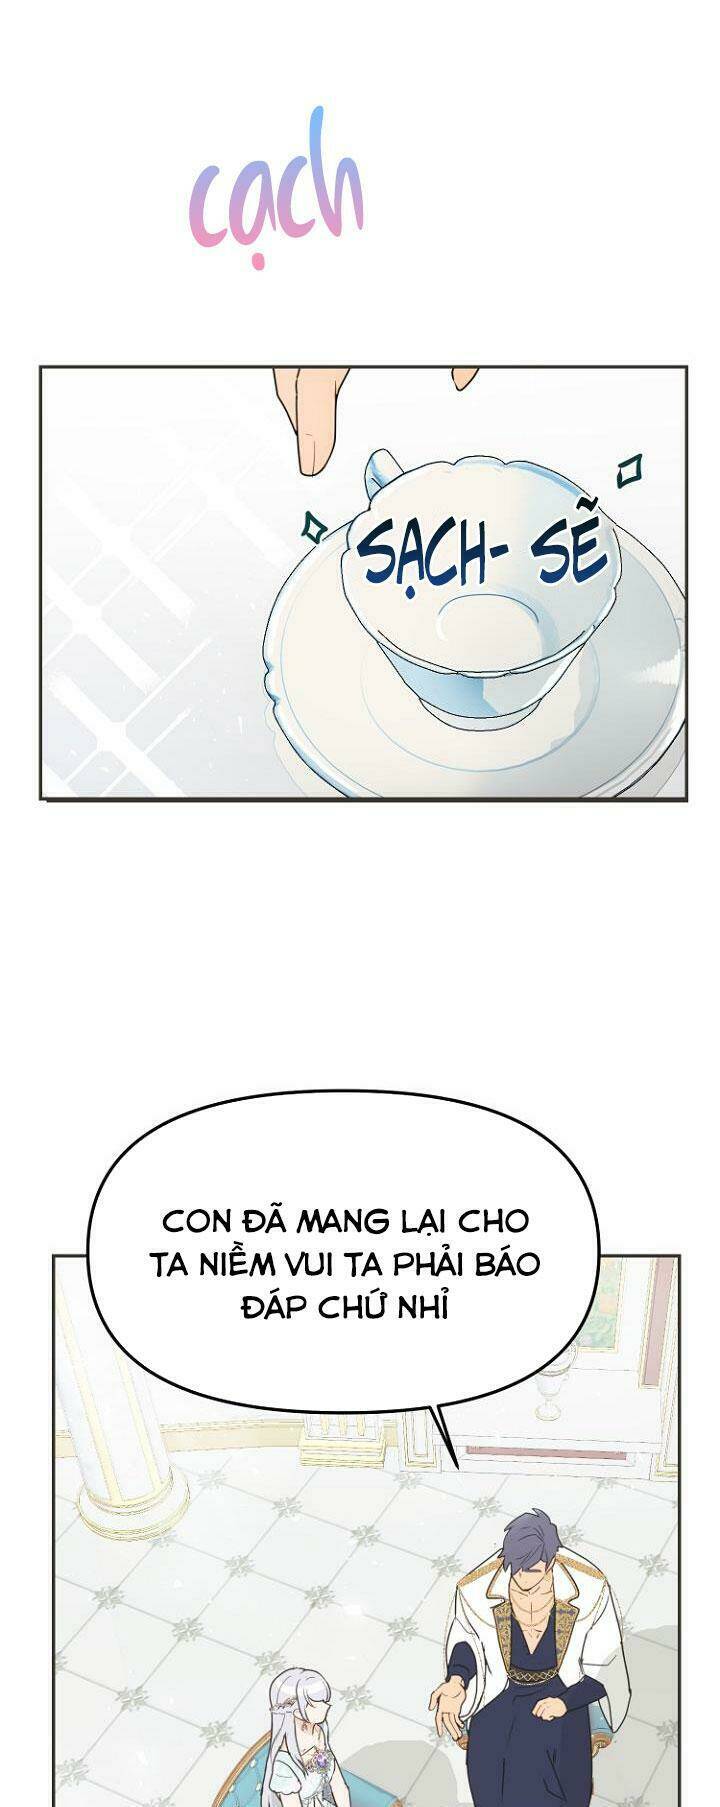 cạch
SẠCH- SẼ
CON ĐÃ MANG LẠI CHO
TA NIỀM VUI TA PHẢI BÁO
ĐÁP CHỨ NHỈ